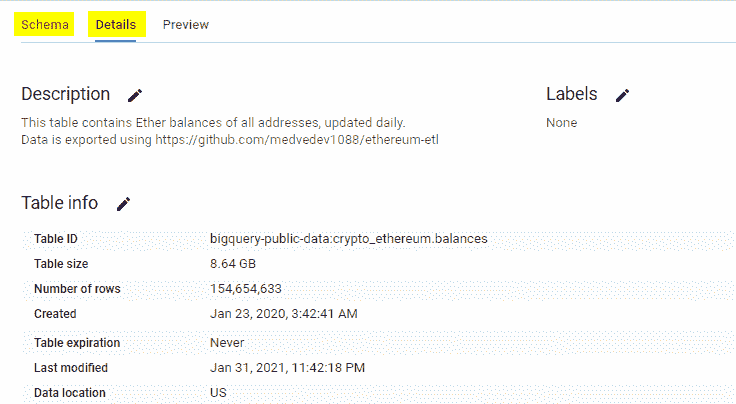 Schema Details Preview
Description Labels
This table contains Ether balances of all addresses, updated daily. None
Data is exported using https://github.com/medvedev1088/ethereum-etl
Table info
Table ID bigquery-public-data:crypto_ethereum.balances
Table size 8.64 GB
Number of rows 154,654,633
Created Jan 23, 2020, 3:42:41 AM
Table expiration Never
Last modified Jan 31, 2021, 11:42:18 PM
Data location US